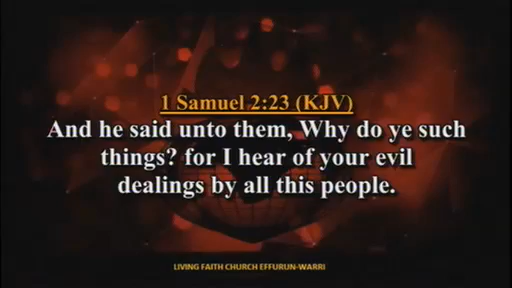 1 Samuel 2:23 (KJV)
And he said unto them, Why do ye such
things? for I hear of your evil
dealings by all this people.
LIVING FAITH CHURCH EFFURUN-WARRI